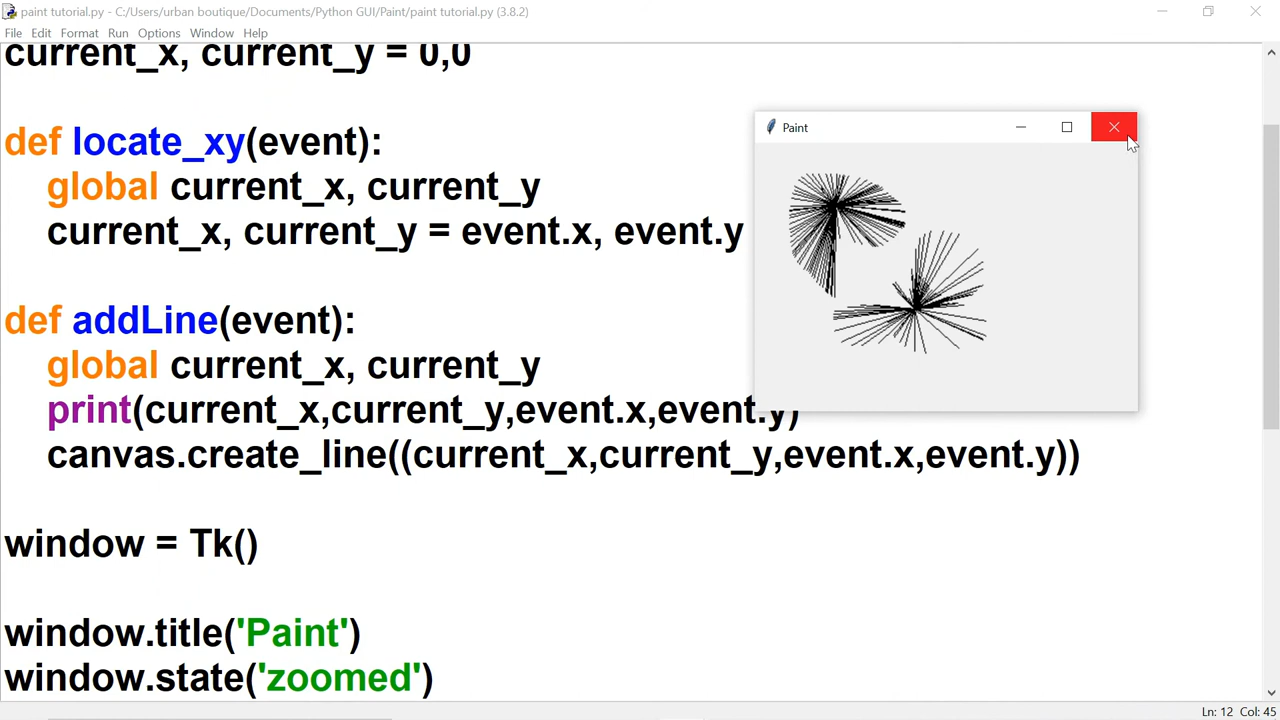 paint tutorial.py - C:/Users/urban boutique/Documents/Python GUI/Paint/paint tutorial.py (3.8.2)
File Edit Format Run Options Window Help
current_x, current_y = 0,0
def locate_xy(event):
global current_x, current_y
current_x, current_y = event.x, event.y
def addLine(event):
global current_x, current_y
print(current_x,current_y,event.x,event.y)
canvas.create_line((current_x,current_y,event.x,event.y))
window = Tk()
window.title('Paint')
window.state('zoomed')
Paint
Ln: 12 Col: 45